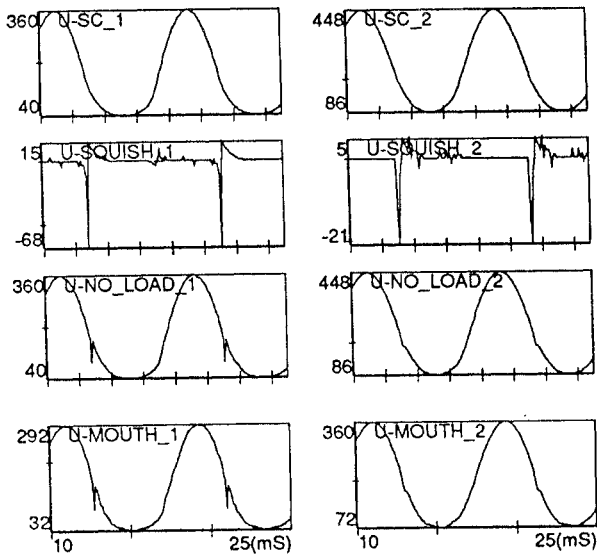 360 U-SC_1
40
448 U-SC_2
86
15 U-SQUISH_1
-68
5 U-SQUISH_2
-21
360 U-NO_LOAD_1
40
448 U-NO_LOAD_2
86
292 U-MOUTH_1
32
10 25(mS)
360 U-MOUTH_2
72
10 25(mS)